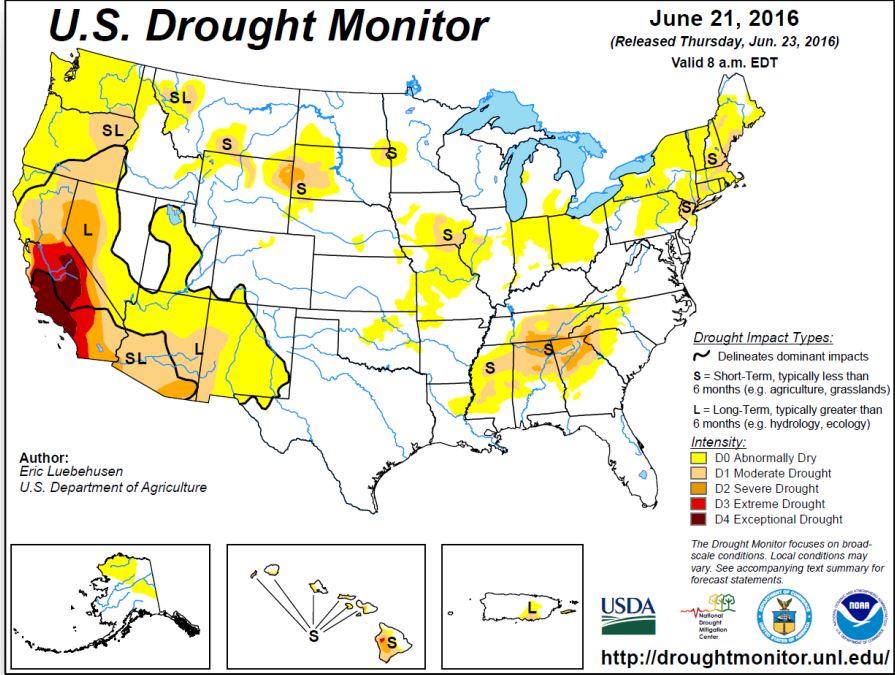 U.S. Drought Monitor
June 21, 2016
(Released Thursday, Jun. 23, 2016)
Valid 8 a.m. EDT
SL
SL
S
S
S
L
S
S
S
SL
L
S
S
Drought Impact Types:
Delineates dominant impacts
S = Short-Term, typically less than
6 months (e.g. agriculture, grasslands)
L = Long-Term, typically greater than
6 months (e.g. hydrology, ecology)
Intensity:
D0 Abnormally Dry
D1 Moderate Drought
D2 Severe Drought
D3 Extreme Drought
D4 Exceptional Drought
Author:
Eric Luebehusen
U.S. Department of Agriculture
The Drought Monitor focuses on broad-
scale conditions. Local conditions may
vary. See accompanying text summary for
forecast statements.
S
S
L
USDA
National
Drought
Mitigation
Center
NOAA
http://droughtmonitor.unl.edu/